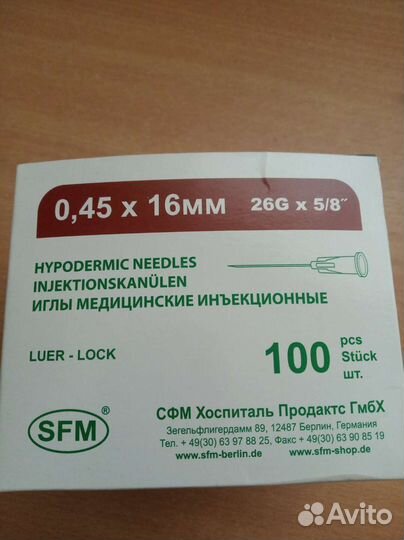 0,45 x 16мм 26G x 5/8˝
HYPODERMIC NEEDLES
INJEKTIONSKANÜLEN
ИГЛЫ МЕДИЦИНСКИЕ ИНЪЕКЦИОННЫЕ
LUER - LOCK
100 pcs
Stück
шт.
SFM ®
СФМ Хоспиталь Продактс ГмбХ
Зегельфлигердамм 89, 12487 Берлин, Германия
Тел. + 49(30) 63 97 88 25, Факс + 49(30) 63 90 85 19
www.sfm-berlin.de www.sfm-shop.de
Avito